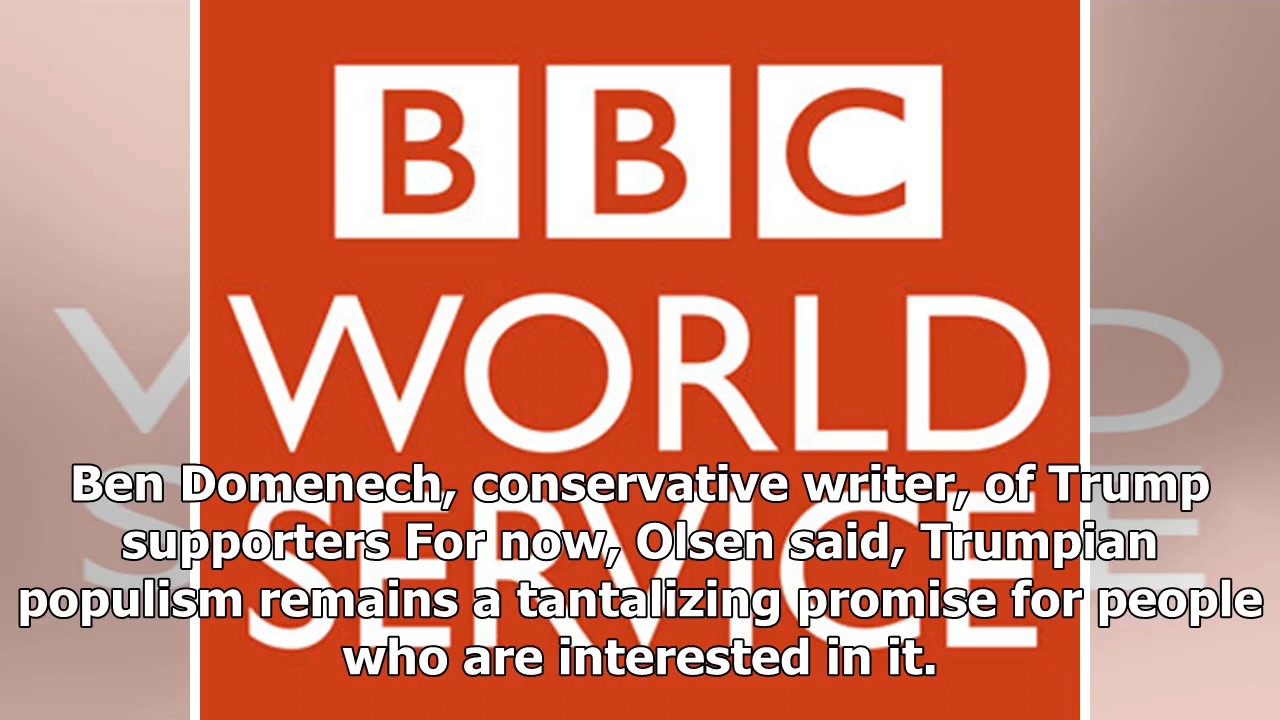 BBC
WORLD
SERVICE
Ben Domenech, conservative writer, of Trump
supporters For now, Olsen said, Trumpian
populism remains a tantalizing promise for people
who are interested in it.